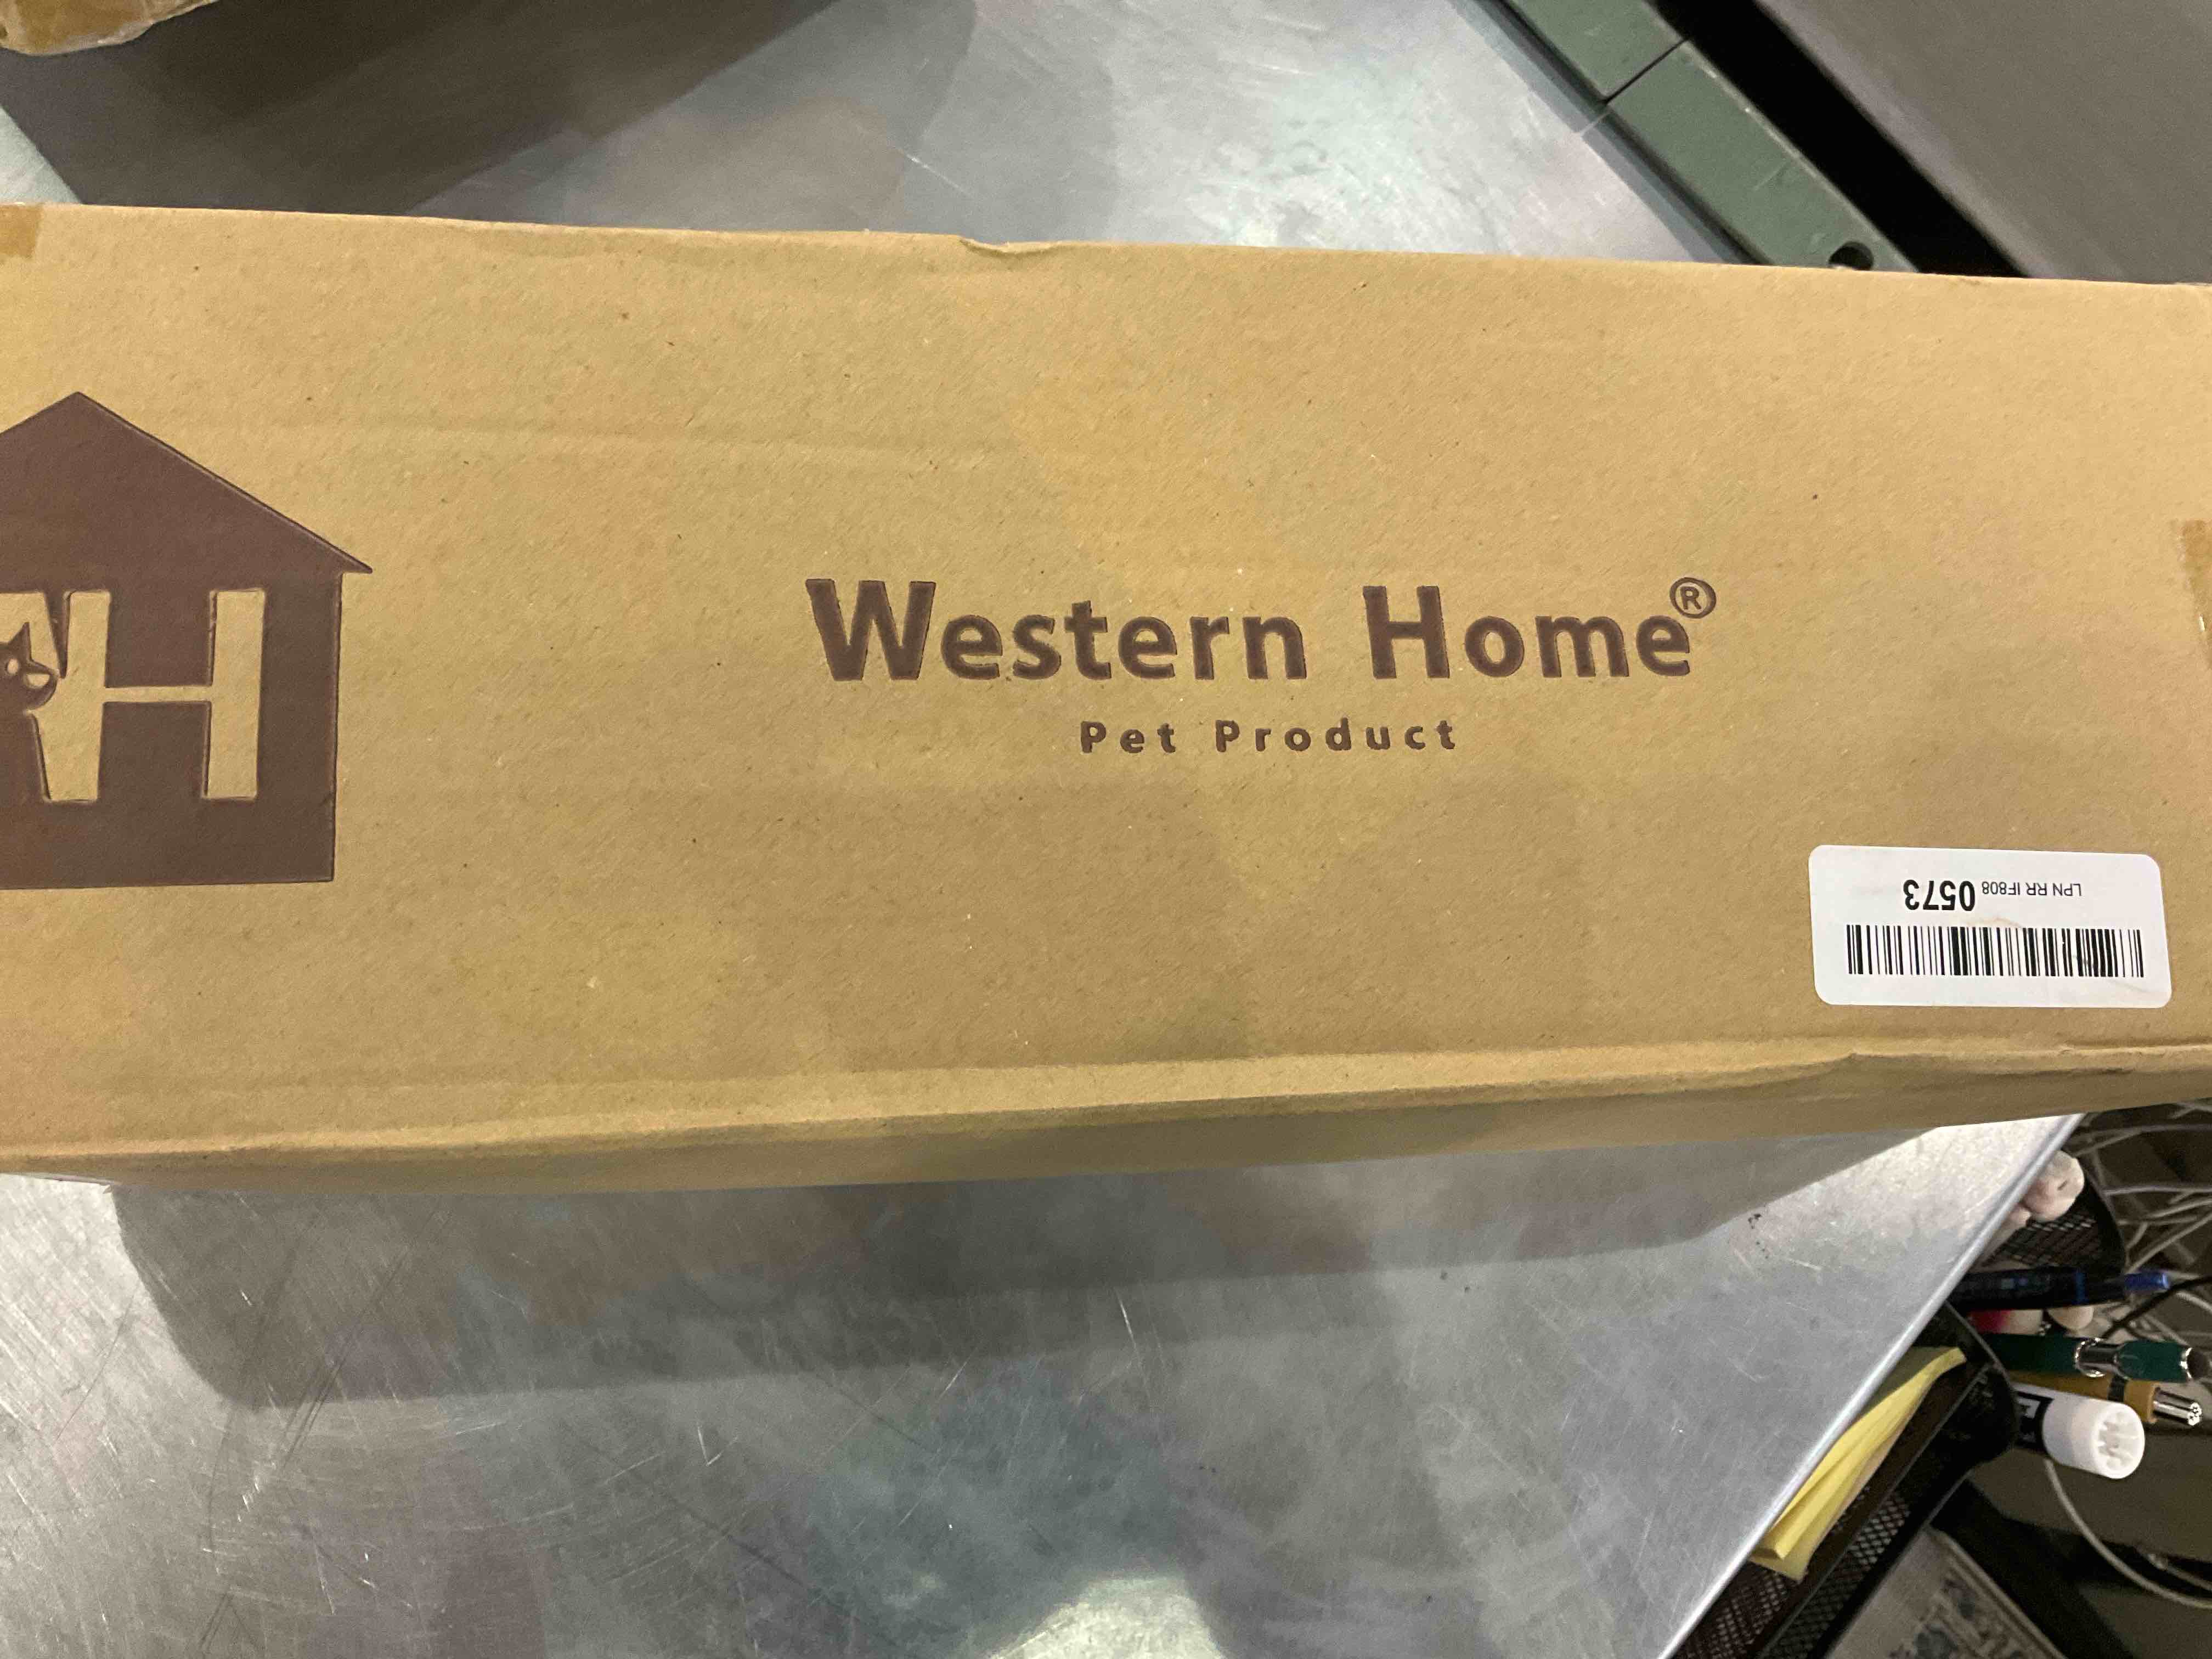 Western Home®
Pet Product
H
LPN RR IF808 0573